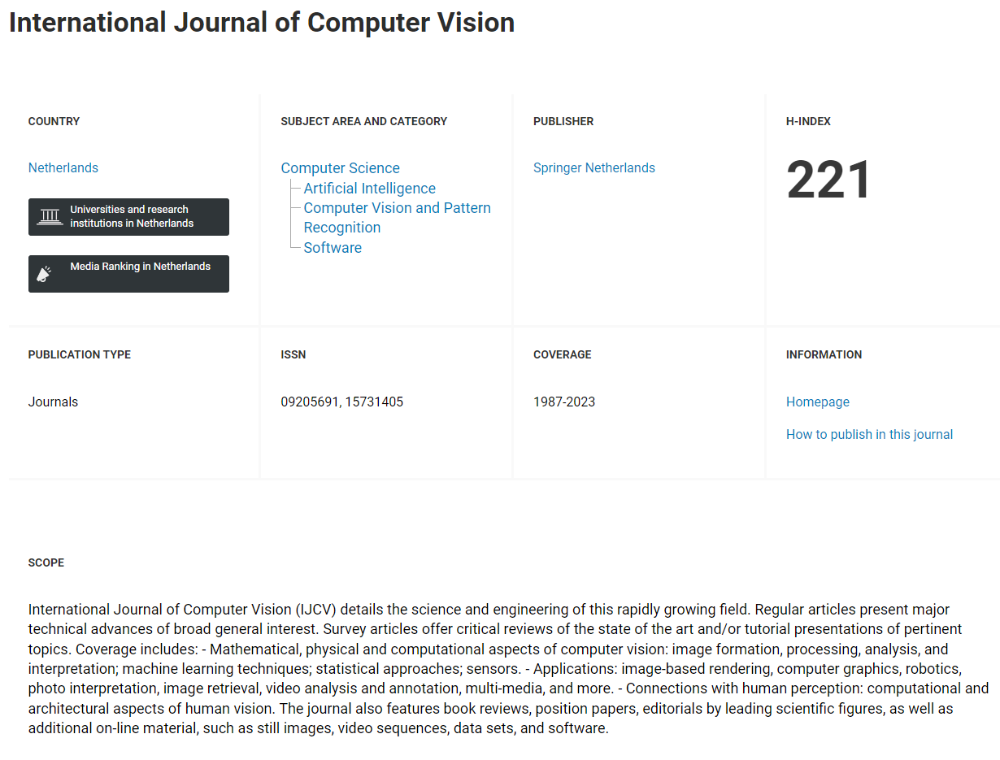 International Journal of Computer Vision
COUNTRY
Netherlands
Universities and research
institutions in Netherlands
Media Ranking in Netherlands
SUBJECT AREA AND CATEGORY
Computer Science
Artificial Intelligence
Computer Vision and Pattern
Recognition
Software
PUBLISHER
Springer Netherlands
H-INDEX
221
PUBLICATION TYPE
Journals
ISSN
09205691, 15731405
COVERAGE
1987-2023
INFORMATION
Homepage
How to publish in this journal
SCOPE
International Journal of Computer Vision (IJCV) details the science and engineering of this rapidly growing field. Regular articles present major
technical advances of broad general interest. Survey articles offer critical reviews of the state of the art and/or tutorial presentations of pertinent
topics. Coverage includes: - Mathematical, physical and computational aspects of computer vision: image formation, processing, analysis, and
interpretation; machine learning techniques; statistical approaches; sensors. - Applications: image-based rendering, computer graphics, robotics,
photo interpretation, image retrieval, video analysis and annotation, multi-media, and more. - Connections with human perception: computational and
architectural aspects of human vision. The journal also features book reviews, position papers, editorials by leading scientific figures, as well as
additional on-line material, such as still images, video sequences, data sets, and software.